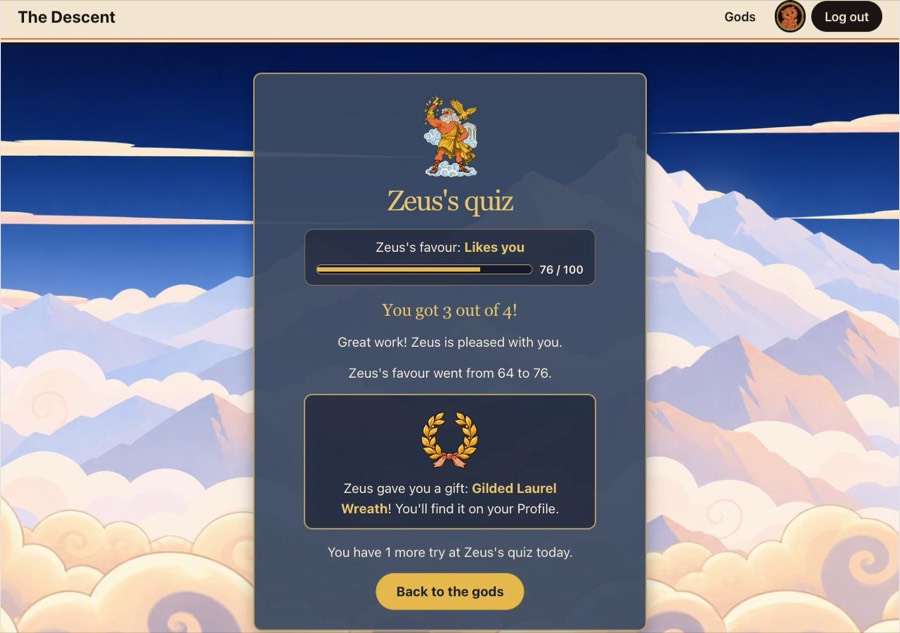 The Descent
Gods
Log out
Zeus's quiz
Zeus's favour: Likes you
76 / 100
You got 3 out of 4!
Great work! Zeus is pleased with you.
Zeus's favour went from 64 to 76.
Zeus gave you a gift: Gilded Laurel
Wreath! You'll find it on your Profile.
You have 1 more try at Zeus's quiz today.
Back to the gods